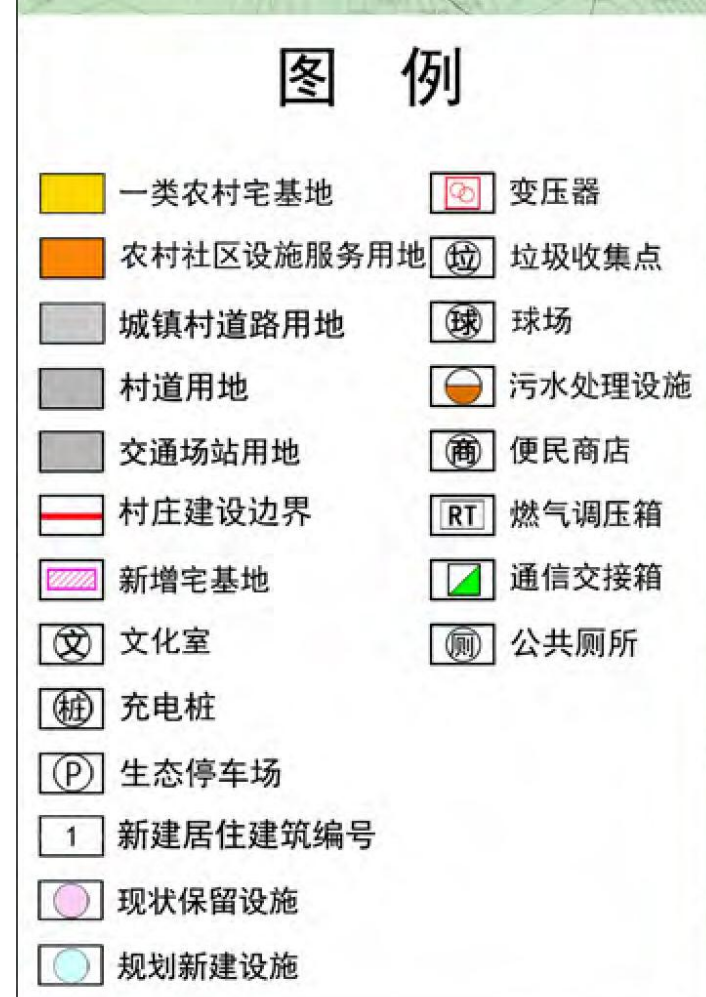 图 例
一类农村宅基地
农村社区设施服务用地
城镇村道路用地
村道用地
交通场站用地
村庄建设边界
新增宅基地
文 文化室
桩 充电桩
P 生态停车场
1 新建居住建筑编号
现状保留设施
规划新建设施
变压器
垃 垃圾收集点
球 球场
污水处理设施
商 便民商店
RT 燃气调压箱
通信交接箱
厕 公共厕所